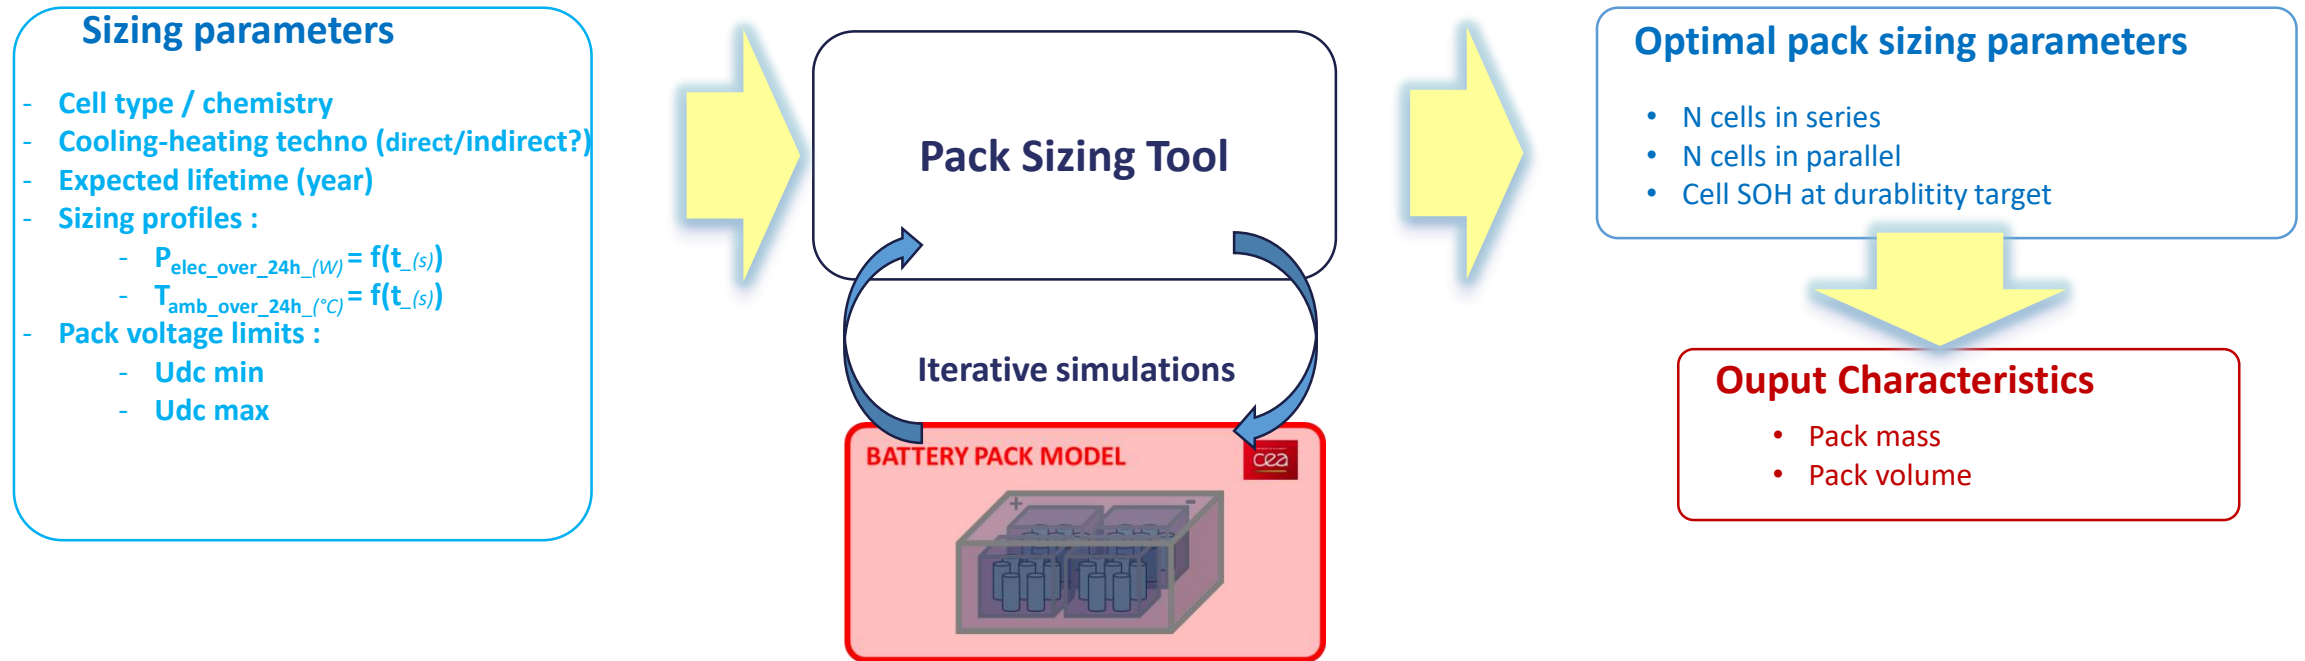 Sizing parameters
- Cell type / chemistry
- Cooling-heating techno (direct/indirect?)
- Expected lifetime (year)
- Sizing profiles :
- Pelec_over_24h_(W) = f(t_(s))
- Tamb_over_24h_(°C) = f(t_(s))
- Pack voltage limits :
- Udc min
- Udc max
Pack Sizing Tool
Iterative simulations
BATTERY PACK MODEL
cea
+ -
Optimal pack sizing parameters
• N cells in series
• N cells in parallel
• Cell SOH at durablitity target
Ouput Characteristics
• Pack mass
• Pack volume